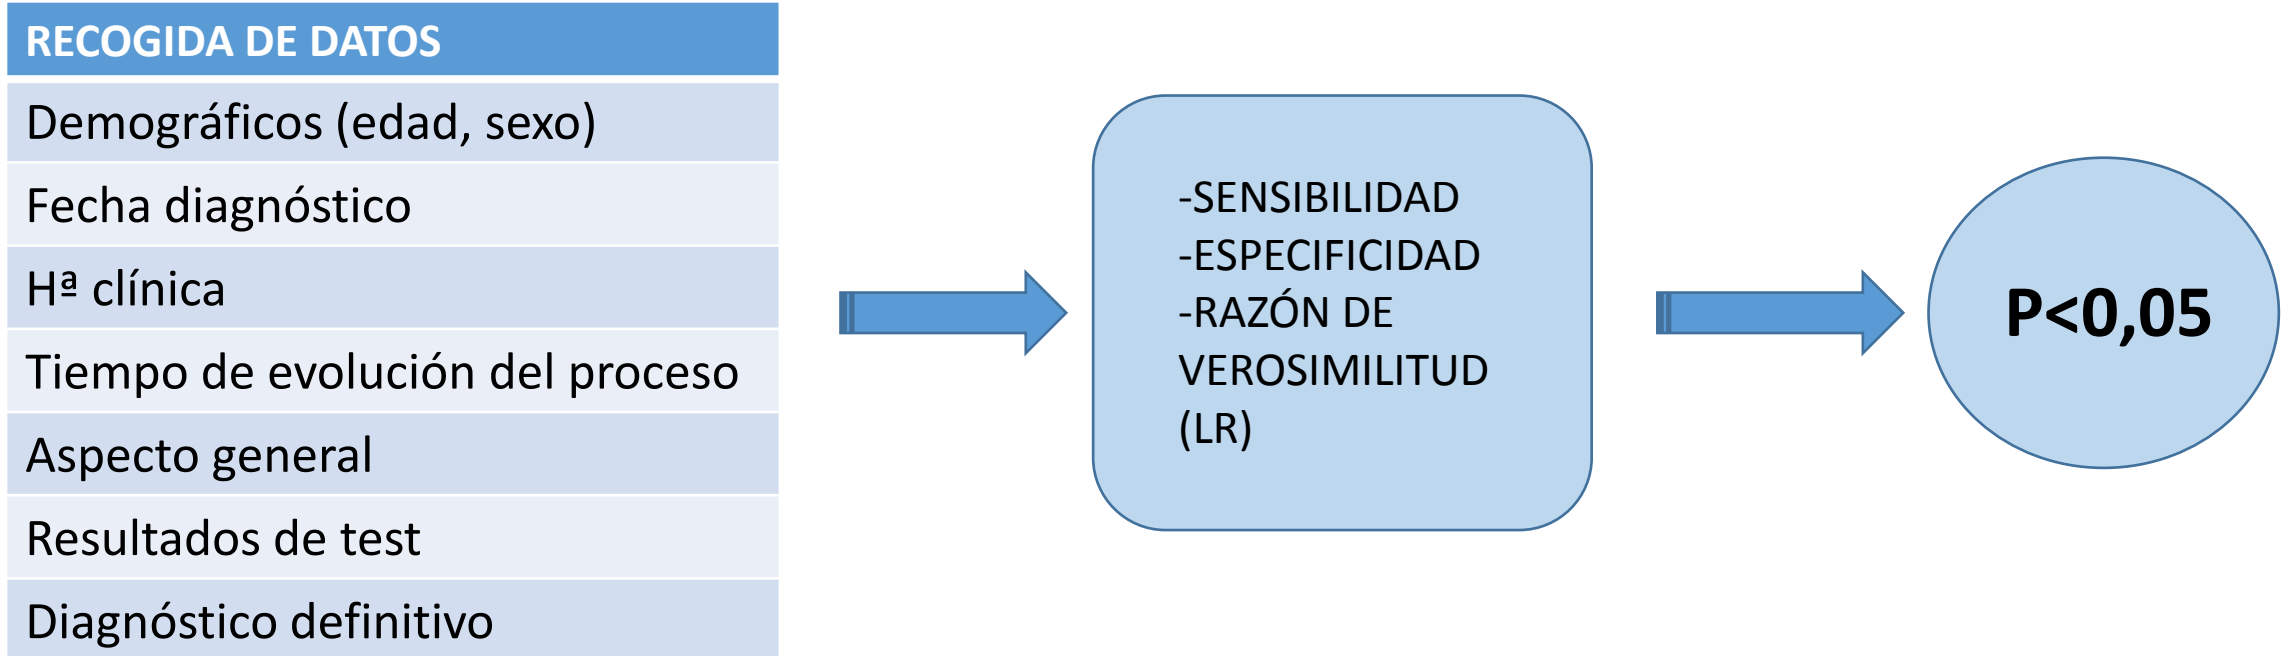 RECOGIDA DE DATOS
Demográficos (edad, sexo)
Fecha diagnóstico
Hª clínica
Tiempo de evolución del proceso
Aspecto general
Resultados de test
Diagnóstico definitivo
-SENSIBILIDAD
-ESPECIFICIDAD
-RAZÓN DE
VEROSIMILITUD
(LR)
P<0,05